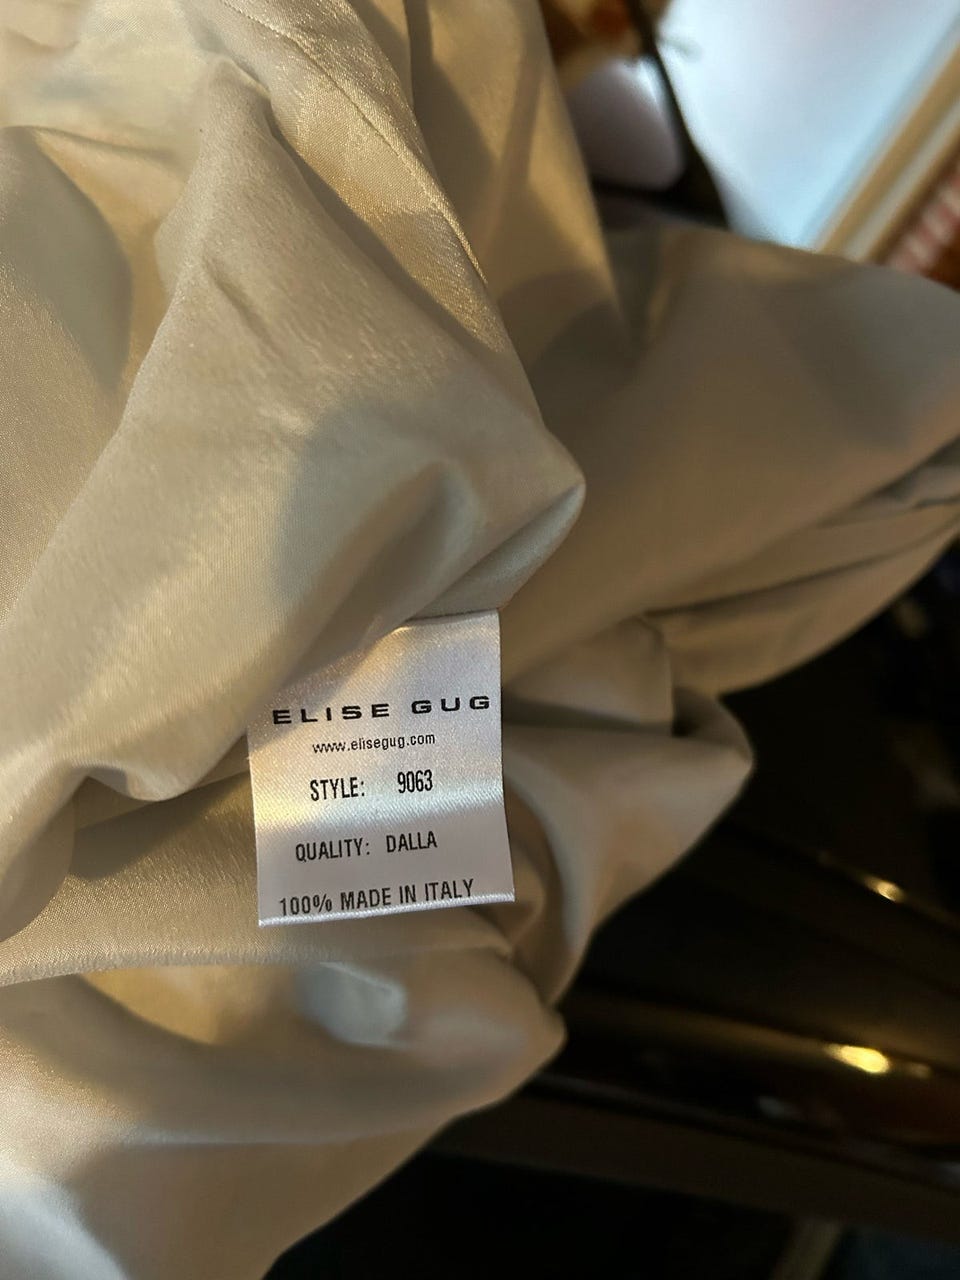 ELISE GUG
www.elisegug.com
STYLE: 9063
QUALITY: DALLA
100% MADE IN ITALY